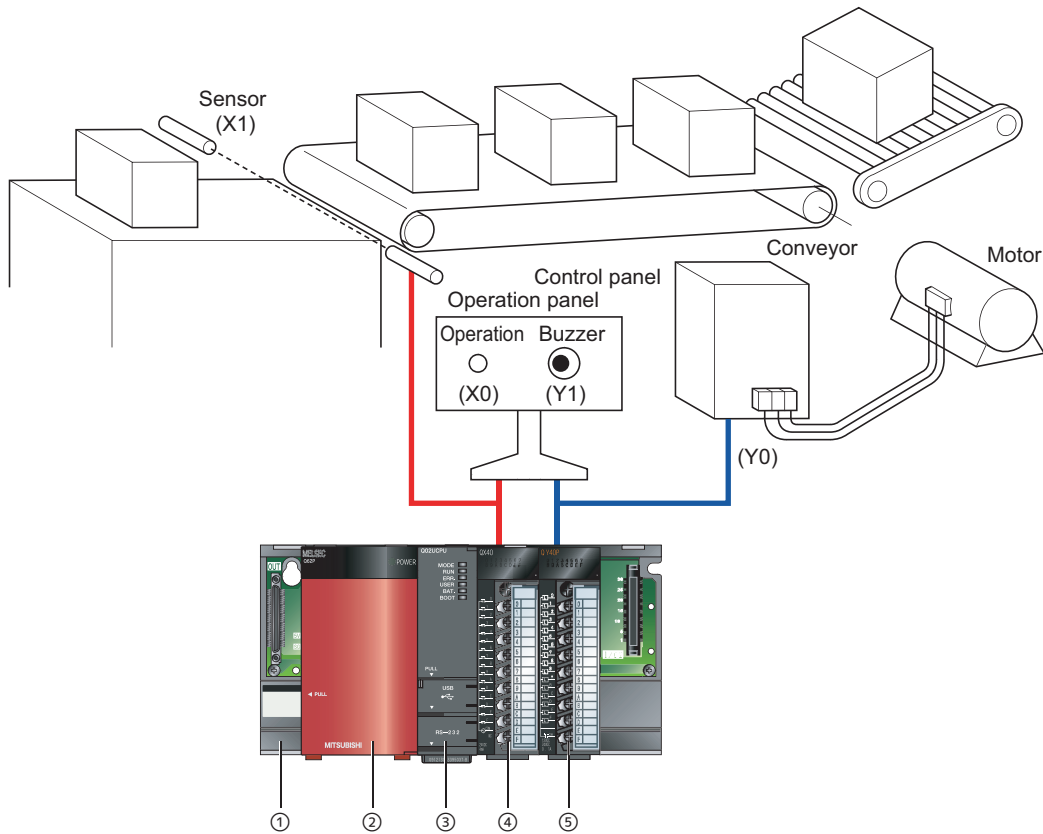 Sensor
(X1)
Conveyor
Motor
Control panel
Operation panel
Operation Buzzer
(X0) (Y1)
(Y0)
MELSEC
Q62P
POWER
Q02UCPU
MODE
RUN
ERR.
USER
BAT.
BOOT
QX40
QY40P
OUT
PULL
USB
PULL
RS-232
MITSUBISHI
① ② ③ ④ ⑤